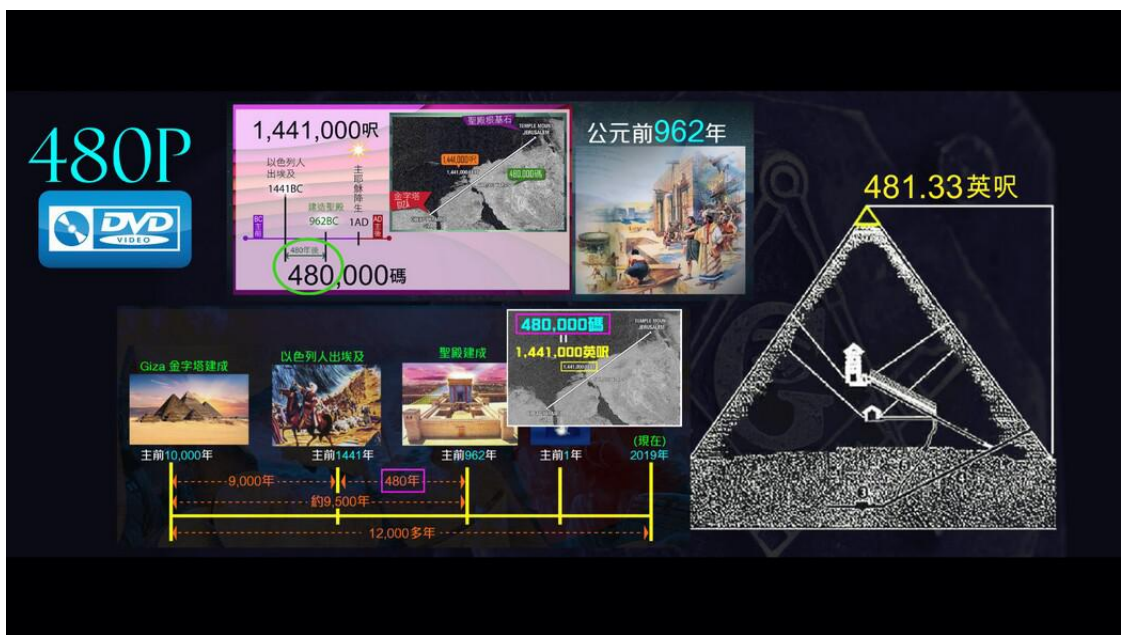 480P
DVD
VIDEO
1,441,000呎
以色列人
出埃及
1441BC
主耶穌降生
建造聖殿
962BC
1AD
BC
主前
AD
主後
480年後
480,000碼
聖殿根基石
TEMPLE MOUNT
JERUSALEM
1,441,000呎
480,000碼
金字塔
GIZA
公元前962年
481.33英呎
Giza 金字塔建成
以色列人出埃及
聖殿建成
480,000碼
=
1,441,000英呎
TEMPLE MOUNT
JERUSALEM
(現在)
主前10,000年
主前1441年
主前962年
主前1年
2019年
9,000年
480年
約9,500年
12,000多年